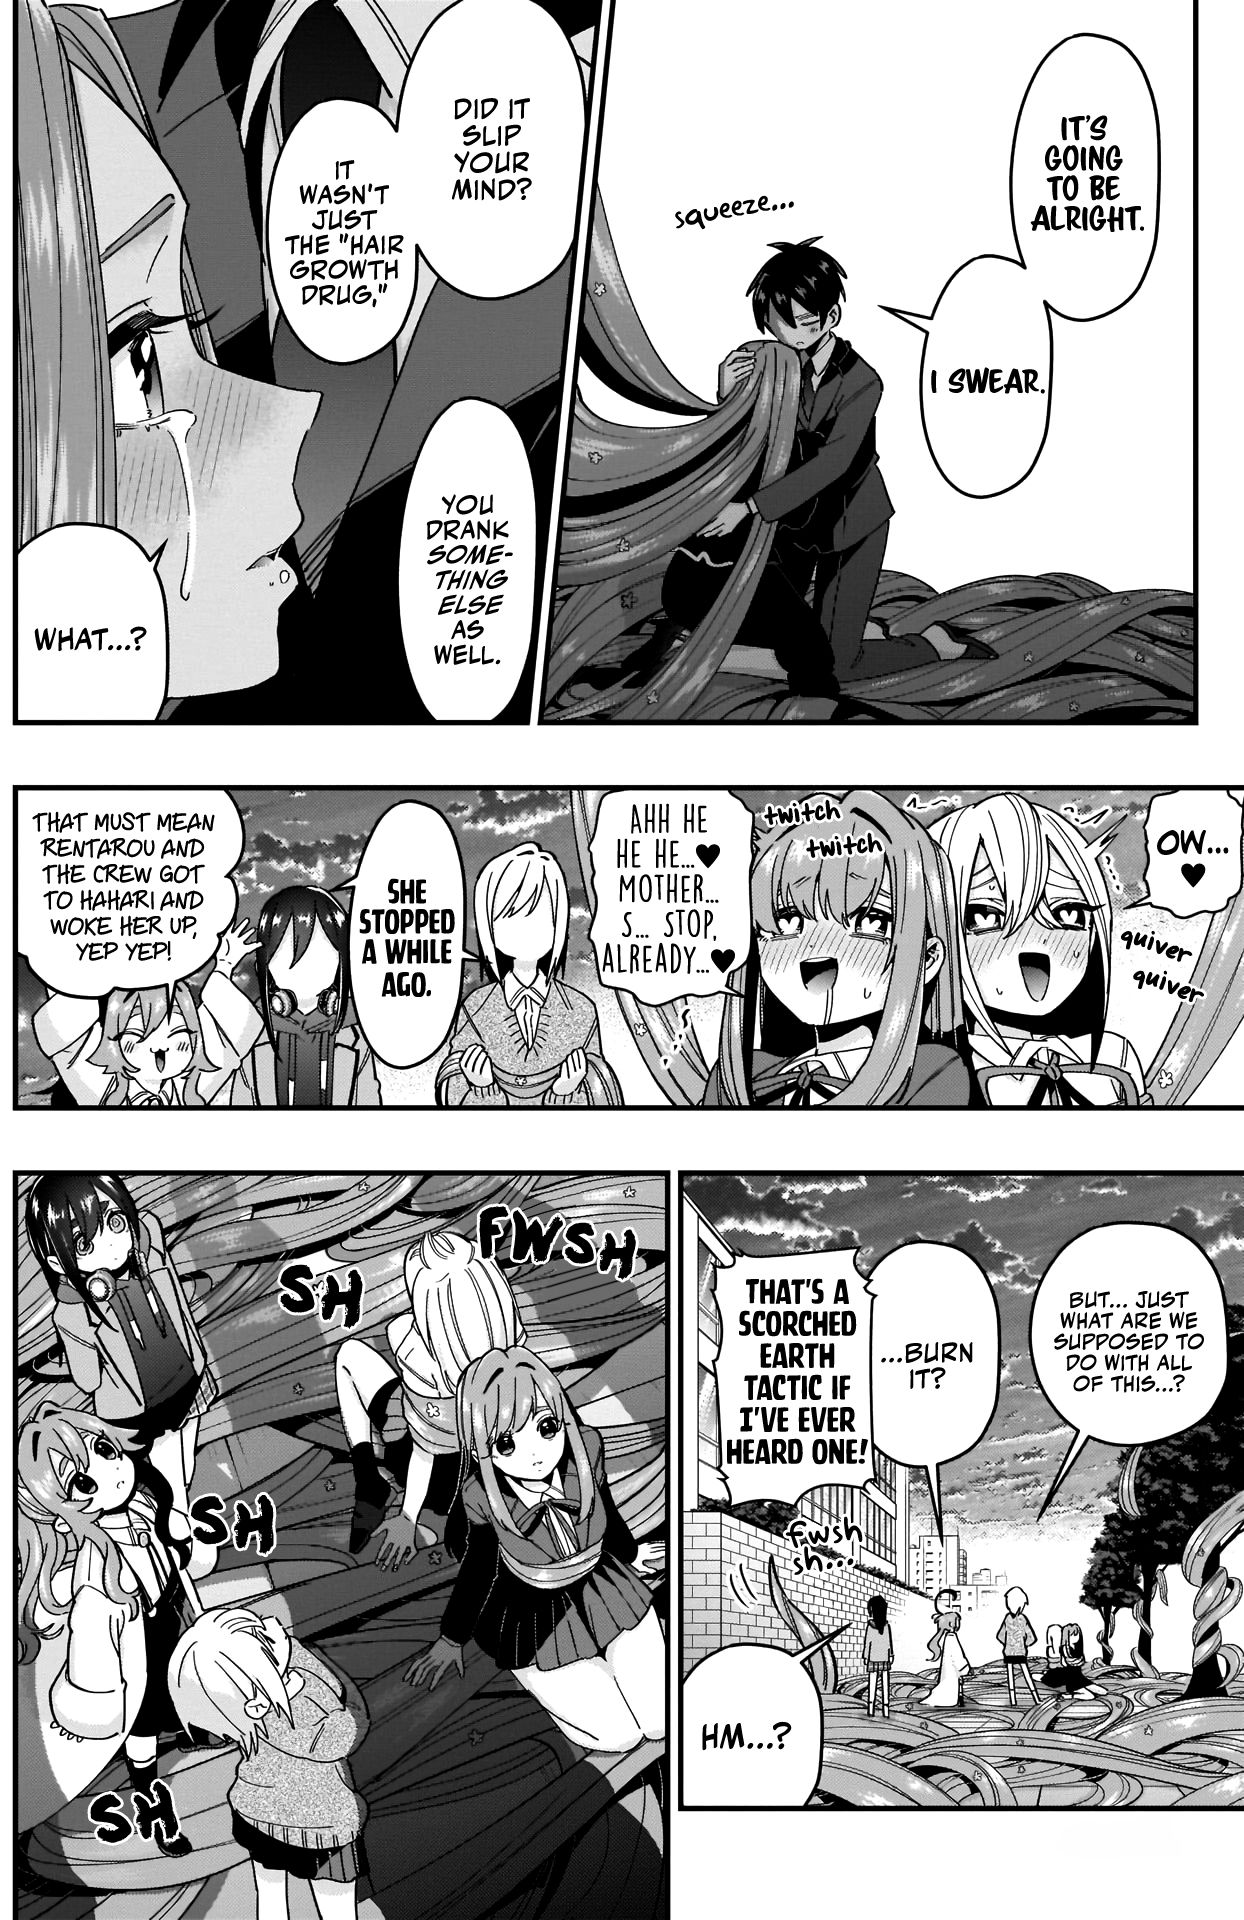 IT'S
GOING
TO BE
ALRIGHT.
I SWEAR.
squeeze...
DID IT
SLIP
YOUR
MIND?
IT
WASN'T
JUST
THE "HAIR
GROWTH
DRUG,"
YOU
DRANK
SOME-
THING
ELSE
AS
WELL.
WHAT...?
OW...
♥
quiver
quiver
twitch
twitch
AHH HE
HE HE...♥
MOTHER...
S... STOP,
ALREADY...♥
SHE
STOPPED
A WHILE
AGO.
THAT MUST MEAN
RENTAROU AND
THE CREW GOT
TO HAHARI AND
WOKE HER UP,
YEP YEP!
BUT... JUST
WHAT ARE WE
SUPPOSED TO
DO WITH ALL
OF THIS...?
...BURN
IT?
THAT'S A
SCORCHED
EARTH
TACTIC IF
I'VE EVER
HEARD ONE!
fwsh
sh...
HM...?
FWSH
SH
SH
SH